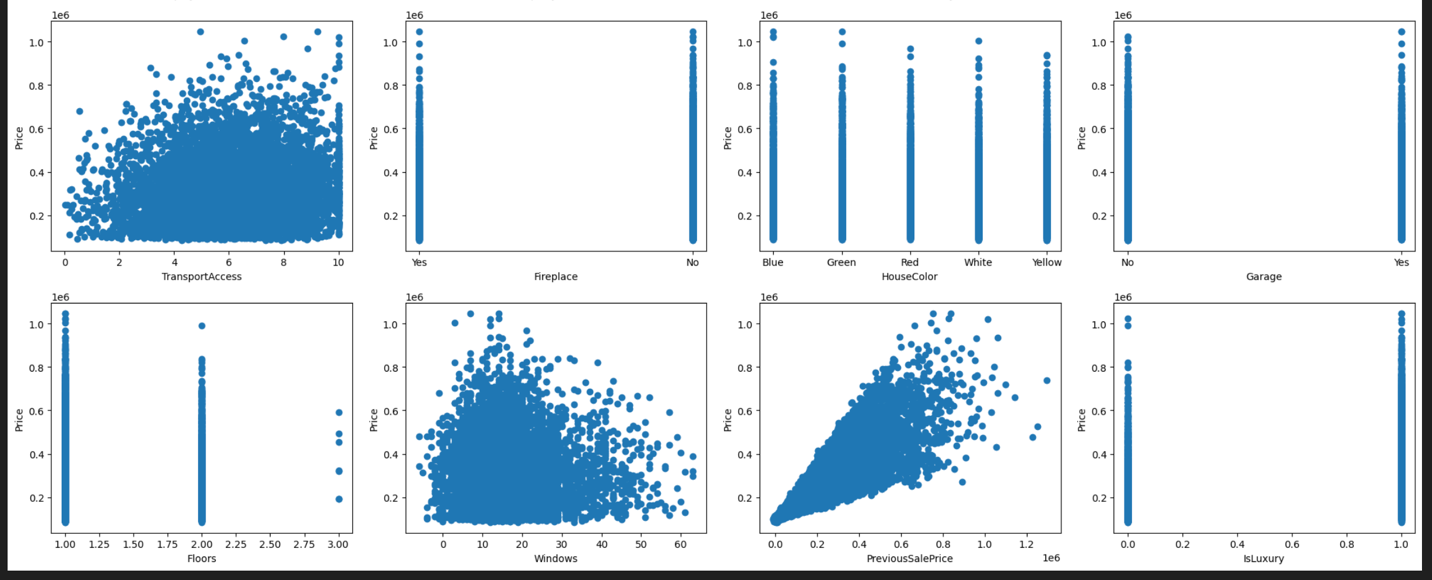 1e6 1e6 1e6 1e6
1.0 1.0 1.0 1.0
0.8 0.8 0.8 0.8
Price Price Price Price
0.6 0.6 0.6 0.6
0.4 0.4 0.4 0.4
0.2 0.2 0.2 0.2
0 2 4 6 8 10 Yes No Blue Green Red White Yellow No Yes
TransportAccess Fireplace HouseColor Garage
1e6 1e6 1e6 1e6
1.0 1.0 1.0 1.0
0.8 0.8 0.8 0.8
Price Price Price Price
0.6 0.6 0.6 0.6
0.4 0.4 0.4 0.4
0.2 0.2 0.2 0.2
1.00 1.25 1.50 1.75 2.00 2.25 2.50 2.75 3.00 0 10 20 30 40 50 60 0.0 0.2 0.4 0.6 0.8 1.0 1.2 0.0 0.2 0.4 0.6 0.8 1.0
Floors Windows PreviousSalePrice 1e6 IsLuxury